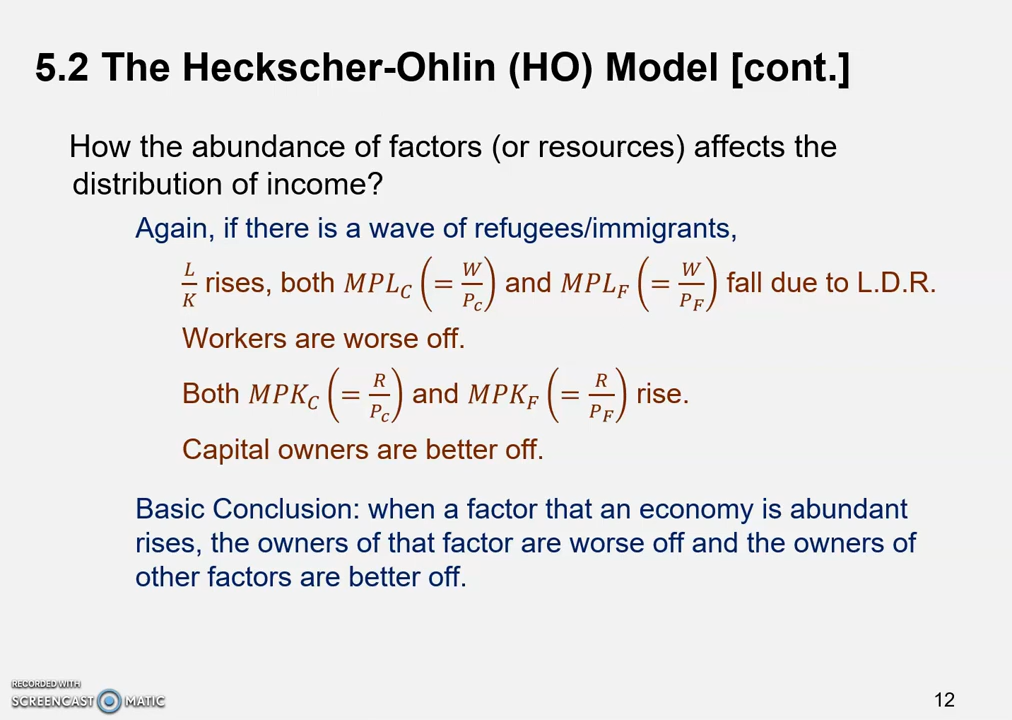 5.2 The Heckscher-Ohlin (HO) Model [cont.]
How the abundance of factors (or resources) affects the
distribution of income?
Again, if there is a wave of refugees/immigrants,
L/K rises, both MPL_C (= W/P_C) and MPL_F (= W/P_F) fall due to L.D.R.
Workers are worse off.
Both MPK_C (= R/P_C) and MPK_F (= R/P_F) rise.
Capital owners are better off.
Basic Conclusion: when a factor that an economy is abundant
rises, the owners of that factor are worse off and the owners of
other factors are better off.
RECORDED WITH
SCREENCAST MATIC
12